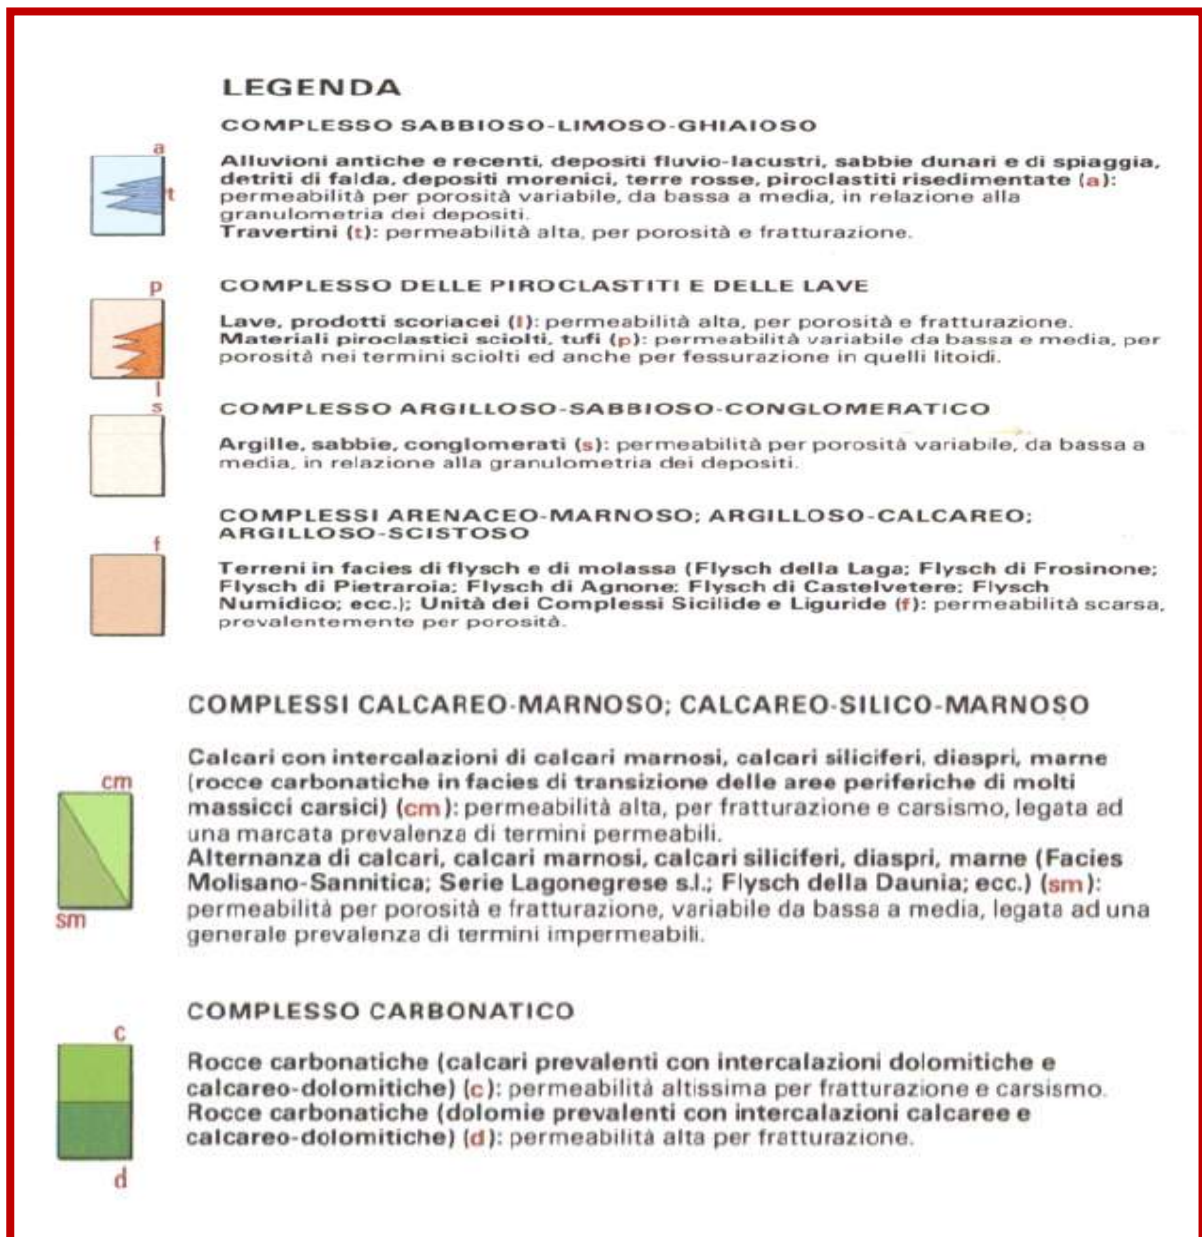 LEGENDA
COMPLESSO SABBIOSO-LIMOSO-GHIAIOSO
a
t
Alluvioni antiche e recenti, depositi fluvio-lacustri, sabbie dunari e di spiaggia,
detriti di falda, depositi morenici, terre rosse, piroclastiti risedimentate (a):
permeabilità per porosità variabile, da bassa a media, in relazione alla
granulometria dei depositi.
Travertini (t): permeabilità alta, per porosità e fratturazione.
p
l
COMPLESSO DELLE PIROCLASTITI E DELLE LAVE
Lave, prodotti scoriacei (l): permeabilità alta, per porosità e fratturazione.
Materiali piroclastici sciolti, tufi (p): permeabilità variabile da bassa e media, per
porosità nei termini sciolti ed anche per fessurazione in quelli litoidi.
s
COMPLESSO ARGILLOSO-SABBIOSO-CONGLOMERATICO
Argille, sabbie, conglomerati (s): permeabilità per porosità variabile, da bassa a
media, in relazione alla granulometria dei depositi.
COMPLESSI ARENACEO-MARNOSO; ARGILLOSO-CALCAREO;
ARGILLOSO-SCISTOSO
f
Terreni in facies di flysch e di molassa (Flysch della Laga; Flysch di Frosinone;
Flysch di Pietraroia; Flysch di Agnone; Flysch di Castelvetere; Flysch
Numidico; ecc.); Unità dei Complessi Sicilide e Liguride (f): permeabilità scarsa,
prevalentemente per porosità.
COMPLESSI CALCAREO-MARNOSO; CALCAREO-SILICO-MARNOSO
cm
sm
Calcari con intercalazioni di calcari marnosi, calcari siliciferi, diaspri, marne
(rocce carbonatiche in facies di transizione delle aree periferiche di molti
massicci carsici) (cm): permeabilità alta, per fratturazione e carsismo, legata ad
una marcata prevalenza di termini permeabili.
Alternanza di calcari, calcari marnosi, calcari siliciferi, diaspri, marne (Facies
Molisano-Sannitica; Serie Lagonegrese s.l.; Flysch della Daunia; ecc.) (sm):
permeabilità per porosità e fratturazione, variabile da bassa a media, legata ad una
generale prevalenza di termini impermeabili.
COMPLESSO CARBONATICO
c
d
Rocce carbonatiche (calcari prevalenti con intercalazioni dolomitiche e
calcareo-dolomitiche) (c): permeabilità altissima per fratturazione e carsismo.
Rocce carbonatiche (dolomie prevalenti con intercalazioni calcaree e
calcareo-dolomitiche) (d): permeabilità alta per fratturazione.